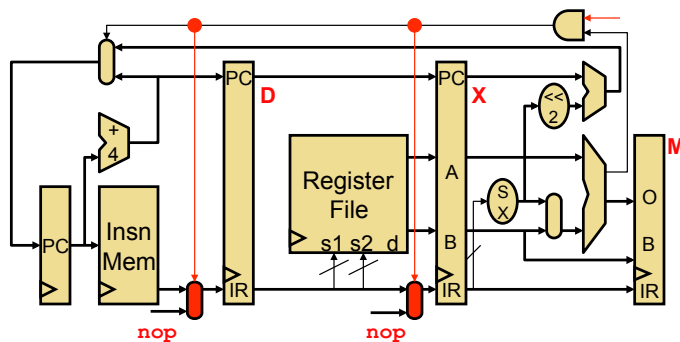 PC
D
PC
X
<<
2
+
4
M
A
S
X
O
Register
File
PC
Insn
Mem
s1 s2 d
B
B
IR
IR
IR
nop
nop